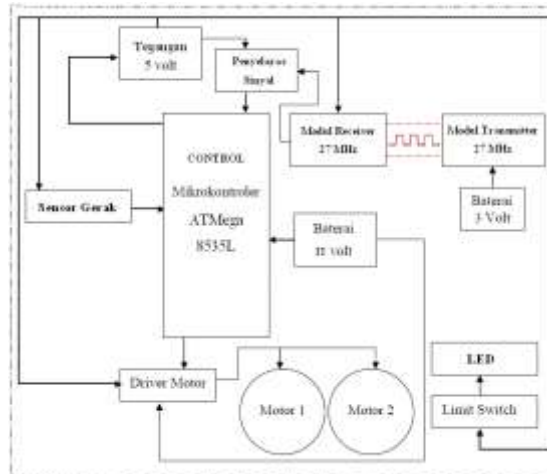 Tegangan
5 volt
Penyelaras
Sinyal
Modul Receiver
27 MHz
Modul Transmitter
27 MHz
CONTROL
Mikrokontroler
ATMega
8535L
Sensor Gerak
Baterai
3 Volt
Baterai
volt
Driver Motor
Motor 1
Motor 2
LED
Limit Switch